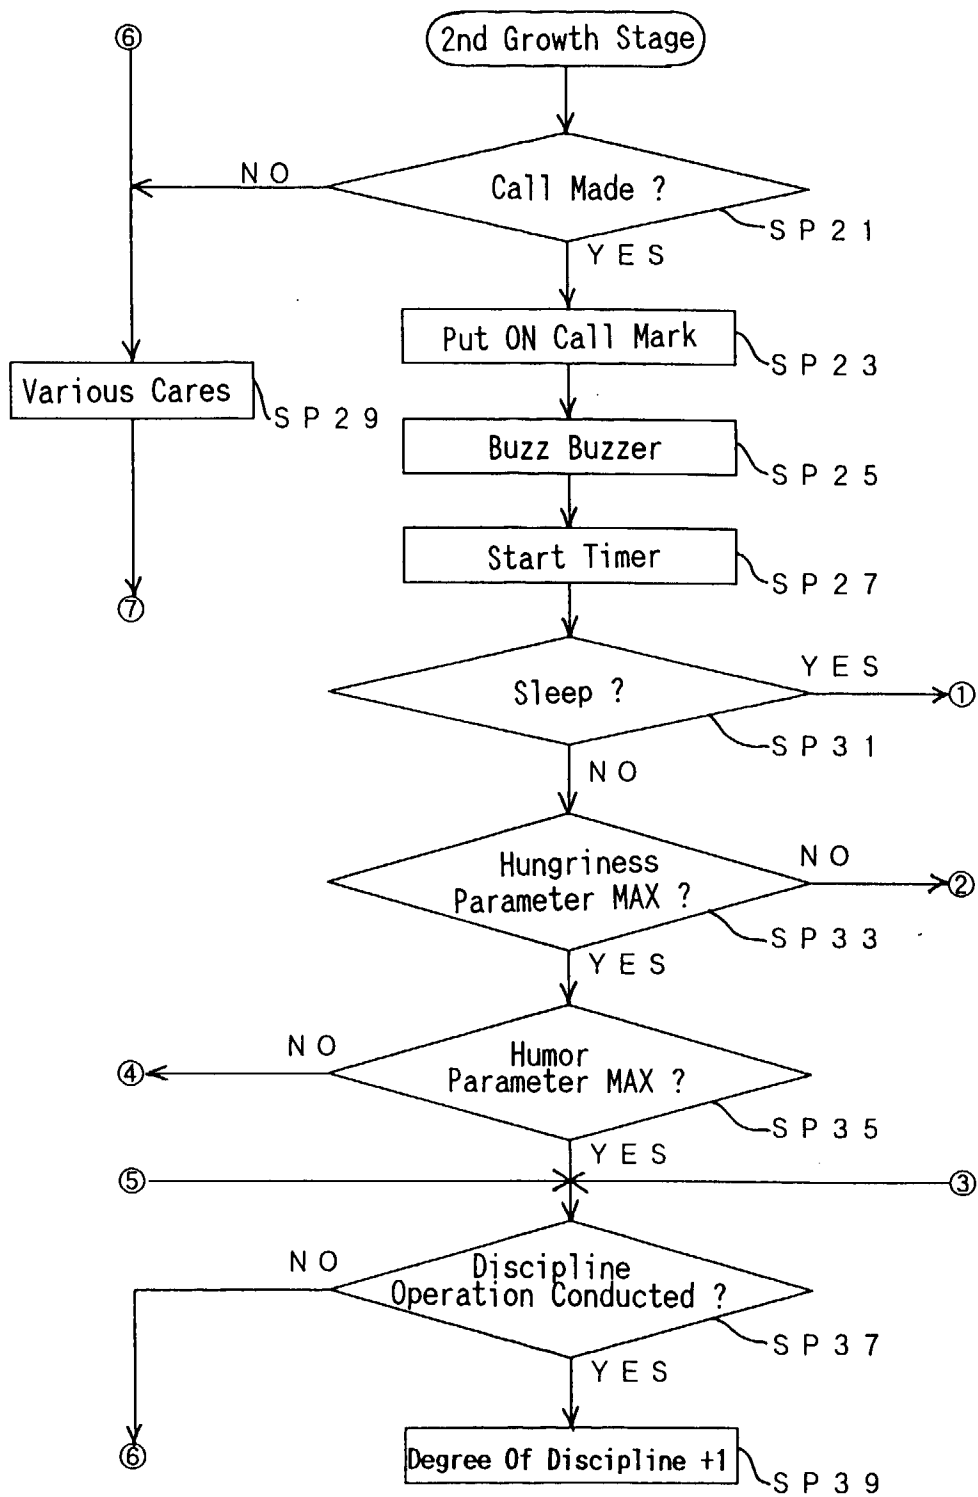 ⑥
2nd Growth Stage
NO
Call Made ?
SP21
YES
Put ON Call Mark
SP23
Various Cares
SP29
Buzz Buzzer
SP25
Start Timer
SP27
⑦
YES
Sleep ?
①
SP31
NO
NO
Hungriness
Parameter MAX ?
②
SP33
YES
NO
Humor
Parameter MAX ?
④
SP35
YES
⑤
③
NO
Discipline
Operation Conducted ?
SP37
YES
⑥
Degree Of Discipline +1
SP39